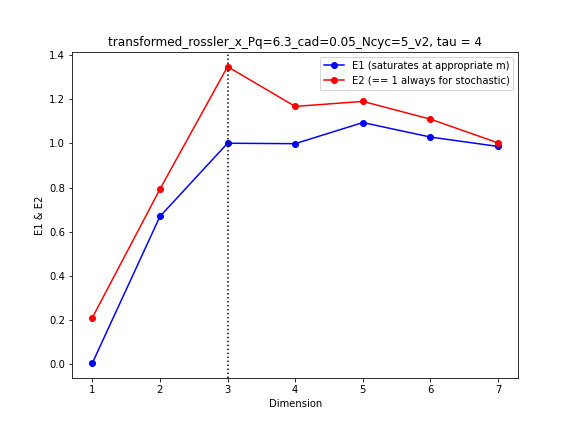 transformed_rossler_x_Pq=6.3_cad=0.05_Ncyc=5_v2, tau = 4
E1 (saturates at appropriate m)
E2 (== 1 always for stochastic)
E1 & E2
1.4
1.2
1.0
0.8
0.6
0.4
0.2
0.0
1 2 3 4 5 6 7
Dimension